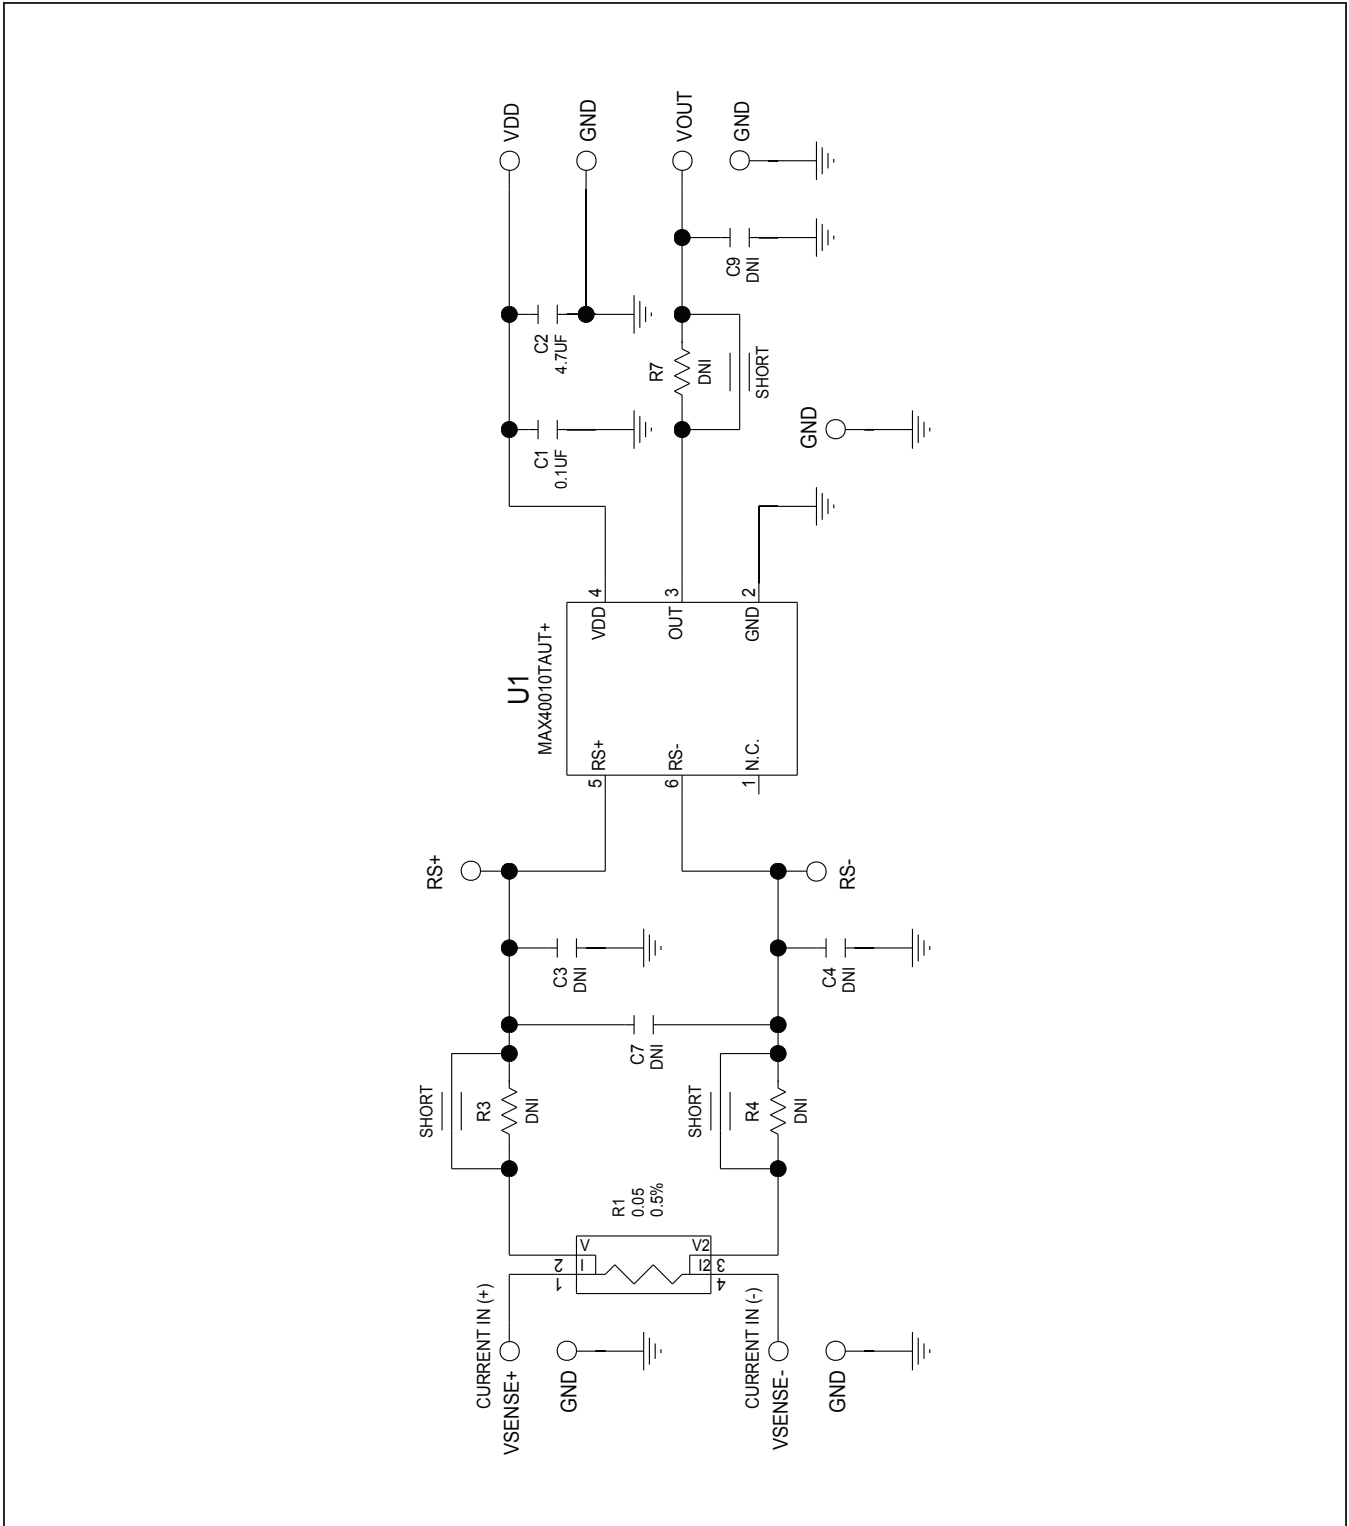 VDD
GND
VOUT
GND
C2
4.7UF
C9
DNI
C1
0.1UF
R7
DNI
SHORT
GND
U1
MAX40010TAUT+
4
VDD
3
OUT
2
GND
5
RS+
6
RS-
1
N.C.
RS+
RS-
C3
DNI
C4
DNI
C7
DNI
SHORT
R3
DNI
SHORT
R4
DNI
R1
0.05
0.5%
V
V2
I
I2
2
1
3
4
CURRENT IN (+)
VSENSE+
GND
CURRENT IN (-)
VSENSE-
GND